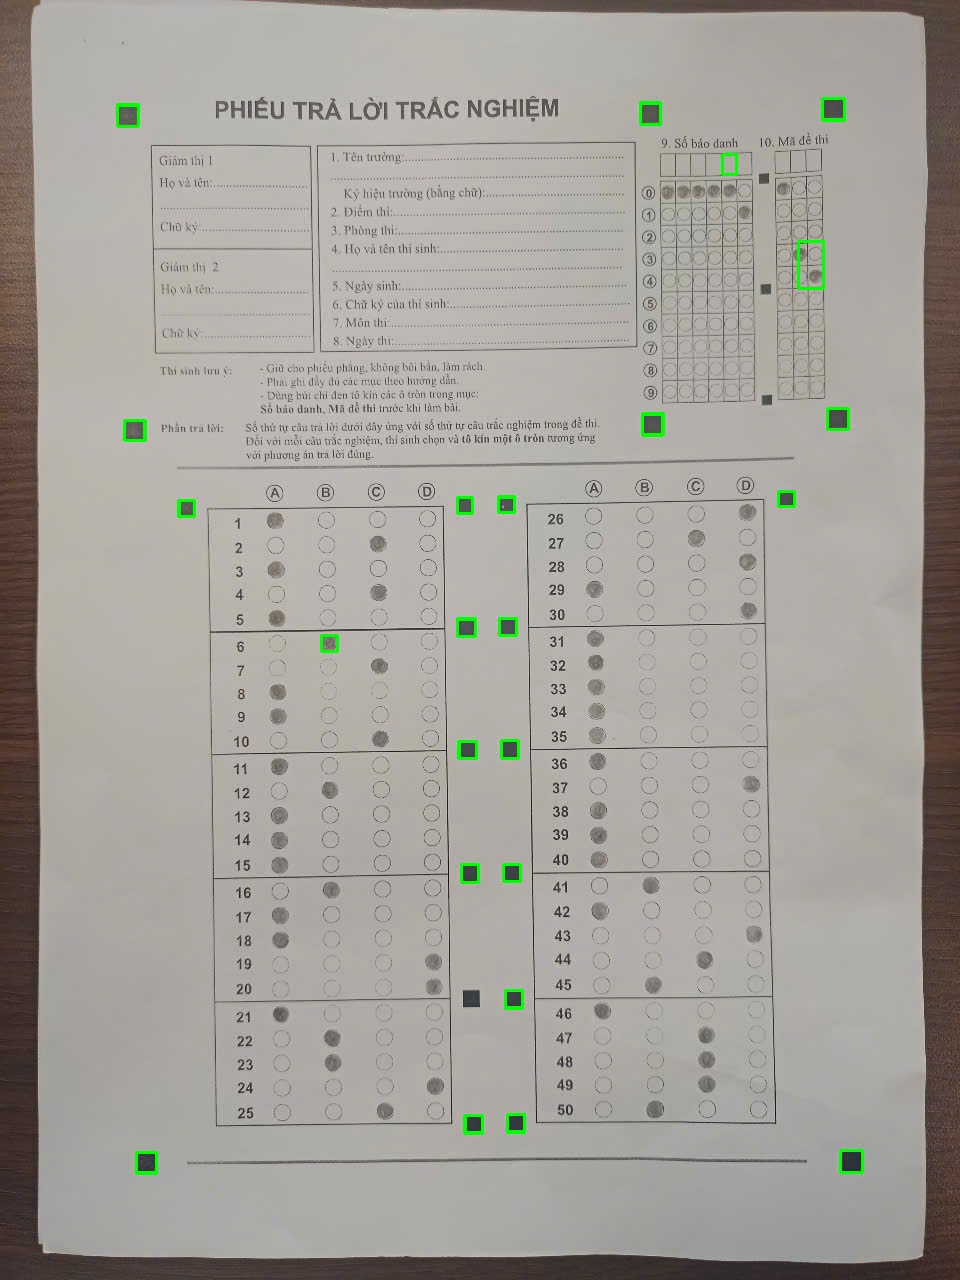 PHIẾU TRẢ LỜI TRẮC NGHIỆM
Giám thị 1
Họ và tên:
Chữ ký:
Giám thị 2
Họ và tên:
Chữ ký:
1. Tên trường:
Ký hiệu trường (bằng chữ):
2. Điểm thi:
3. Phòng thi:
4. Họ và tên thí sinh:
5. Ngày sinh:
6. Chữ ký của thí sinh:
7. Môn thi:
8. Ngày thi:
9. Số báo danh
10. Mã đề thi
0
1
2
3
4
5
6
7
8
9
Thí sinh lưu ý:
- Giữ cho phiếu phẳng, không bôi bẩn, làm rách.
- Phải ghi đầy đủ các mục theo hướng dẫn.
- Dùng bút chì đen tô kín các ô tròn trong mục:
Số báo danh, Mã đề thi trước khi làm bài.
Phần trả lời:
Số thứ tự câu trả lời dưới đây ứng với số thứ tự câu trắc nghiệm trong đề thi.
Đối với mỗi câu trắc nghiệm, thí sinh chọn và tô kín một ô tròn tương ứng
với phương án trả lời đúng.
A B C D
1
2
3
4
5
6
7
8
9
10
11
12
13
14
15
16
17
18
19
20
21
22
23
24
25
A B C D
26
27
28
29
30
31
32
33
34
35
36
37
38
39
40
41
42
43
44
45
46
47
48
49
50